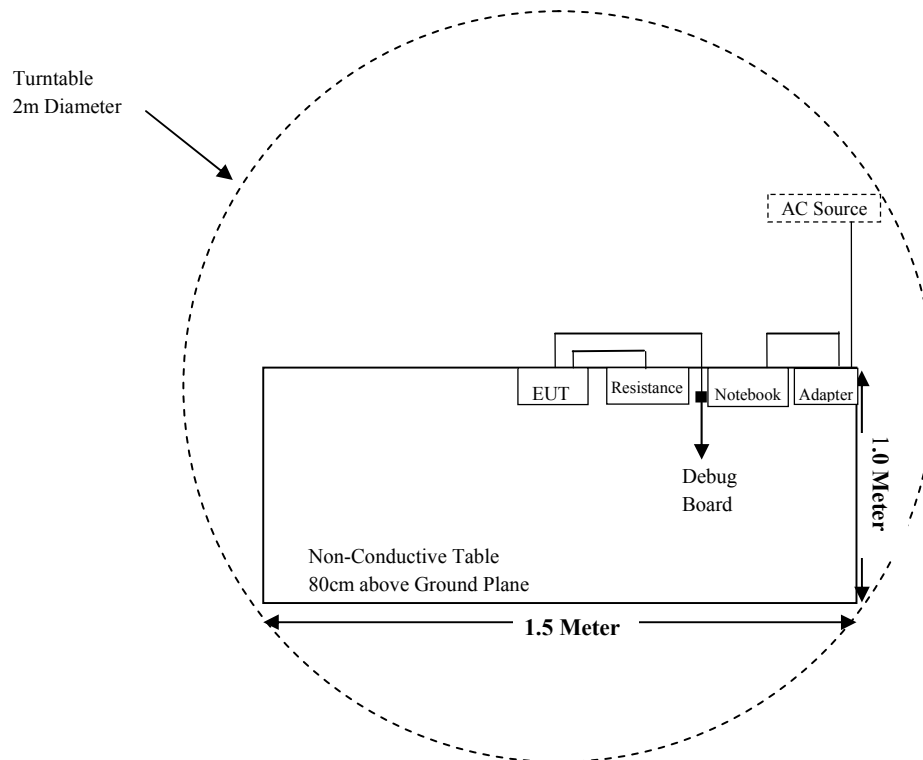 Turntable
2m Diameter
AC Source
EUT
Resistance
Notebook
Adapter
Debug
Board
1.0 Meter
Non-Conductive Table
80cm above Ground Plane
1.5 Meter